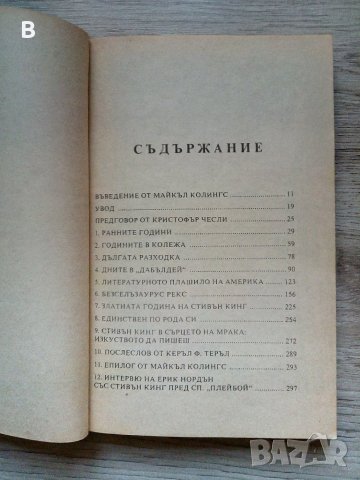 B
СЪДЪРЖАНИЕ
ВЪВЕДЕНИЕ ОТ МАЙКЪЛ КОЛИНГС 11
УВОД 19
ПРЕДГОВОР ОТ КРИСТОФЪР ЧЕСЛИ 25
1. РАННИТЕ ГОДИНИ 29
2. ГОДИНИТЕ В КОЛЕЖА 59
3. ДЪЛГАТА РАЗХОДКА 78
4. ДНИТЕ В „ДАБЪЛДЕЙ" 90
5. ЛИТЕРАТУРНОТО ПЛАШИЛО НА АМЕРИКА 123
6. БЕЗСЕЛЪЗАУРУС РЕКС 156
7. ЗЛАТНАТА ГОДИНА НА СТИВЪН КИНГ 225
8. ЕДИНСТВЕН ПО РОДА СИ 254
9. СТИВЪН КИНГ В СЪРЦЕТО НА МРАКА:
ИЗКУСТВОТО ДА ПИШЕШ 272
10. ПОСЛЕСЛОВ ОТ КЕРЪЛ Ф. ТЕРЪЛ 289
11. ЕПИЛОГ ОТ МАЙКЪЛ КОЛИНГС 293
12. ИНТЕРВЮ НА ЕРИК НОРДЪН
СЪС СТИВЪН КИНГ ПРЕД СП. „ПЛЕЙБОЙ" 297
BAZAR